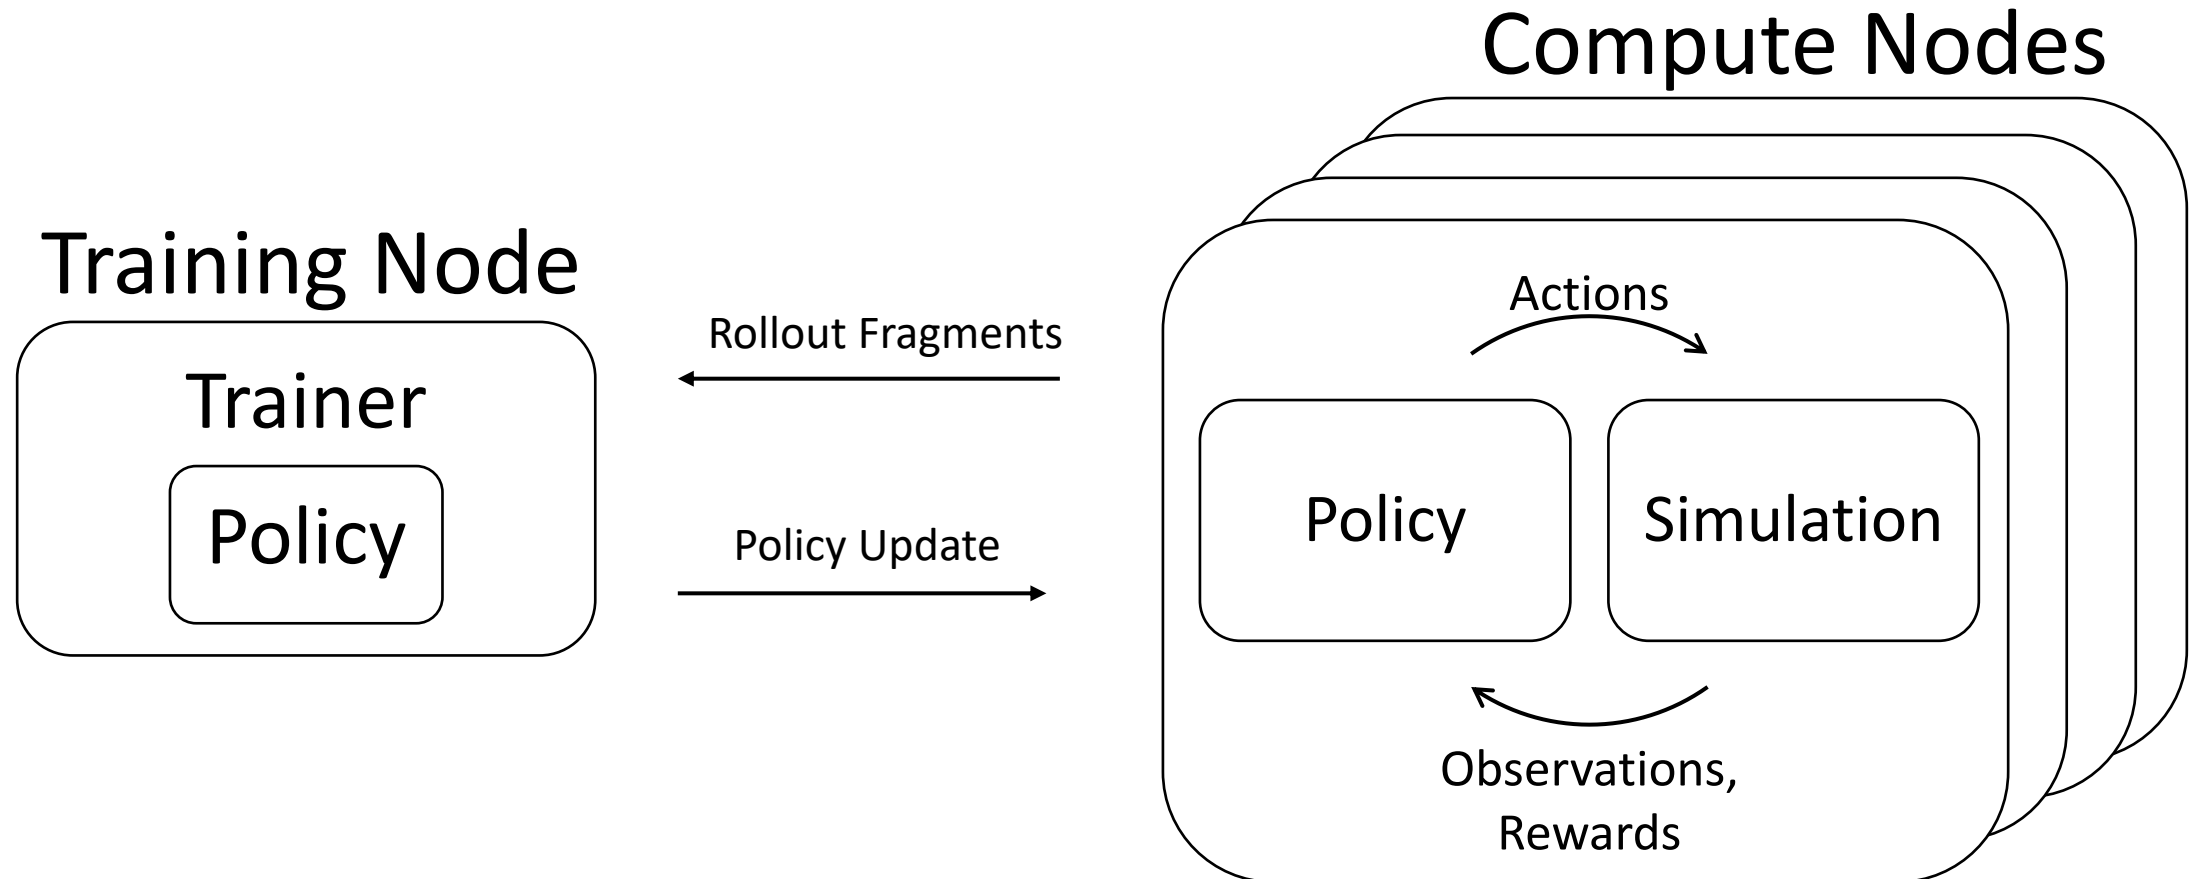 Compute Nodes
Training Node
Trainer
Policy
Rollout Fragments
Policy Update
Actions
Policy
Simulation
Observations,
Rewards